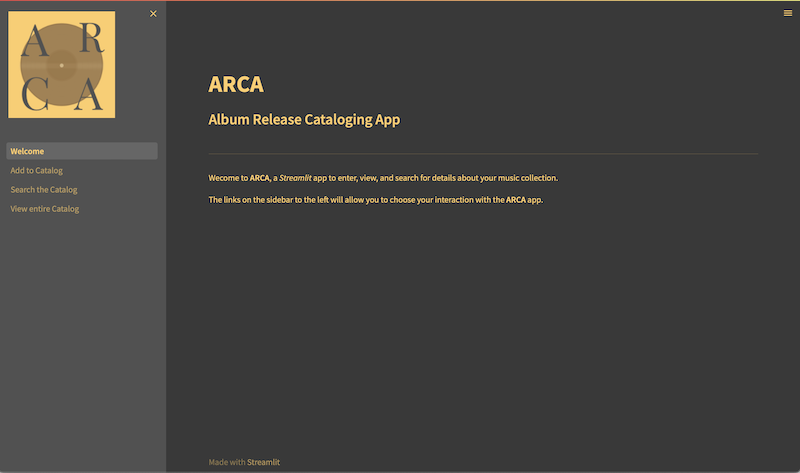 A R
C A
Welcome
Add to Catalog
Search the Catalog
View entire Catalog
ARCA
Album Release Cataloging App
Wecome to ARCA, a Streamlit app to enter, view, and search for details about your music collection.
The links on the sidebar to the left will allow you to choose your interaction with the ARCA app.
Made with Streamlit